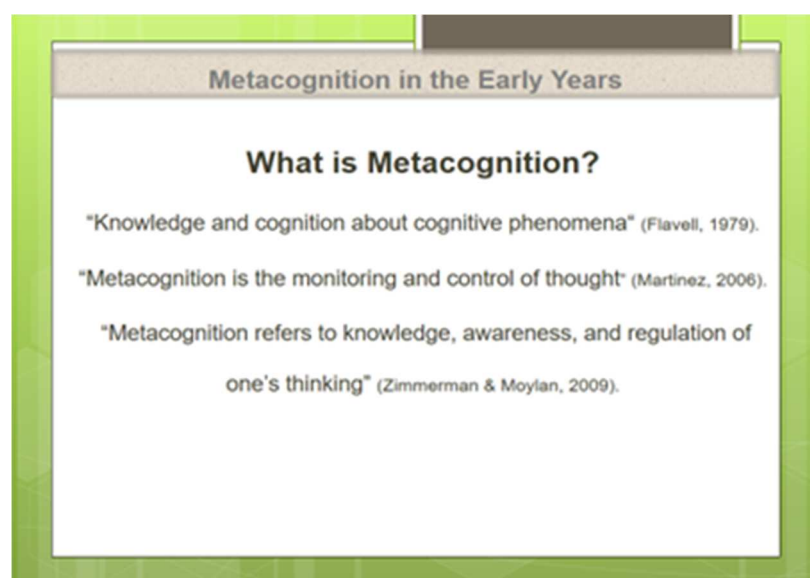 Metacognition in the Early Years
What is Metacognition?
“Knowledge and cognition about cognitive phenomena“ (Flavell, 1979).
“Metacognition is the monitoring and control of thought“ (Martinez, 2006).
“Metacognition refers to knowledge, awareness, and regulation of
one’s thinking” (Zimmerman & Moylan, 2009).